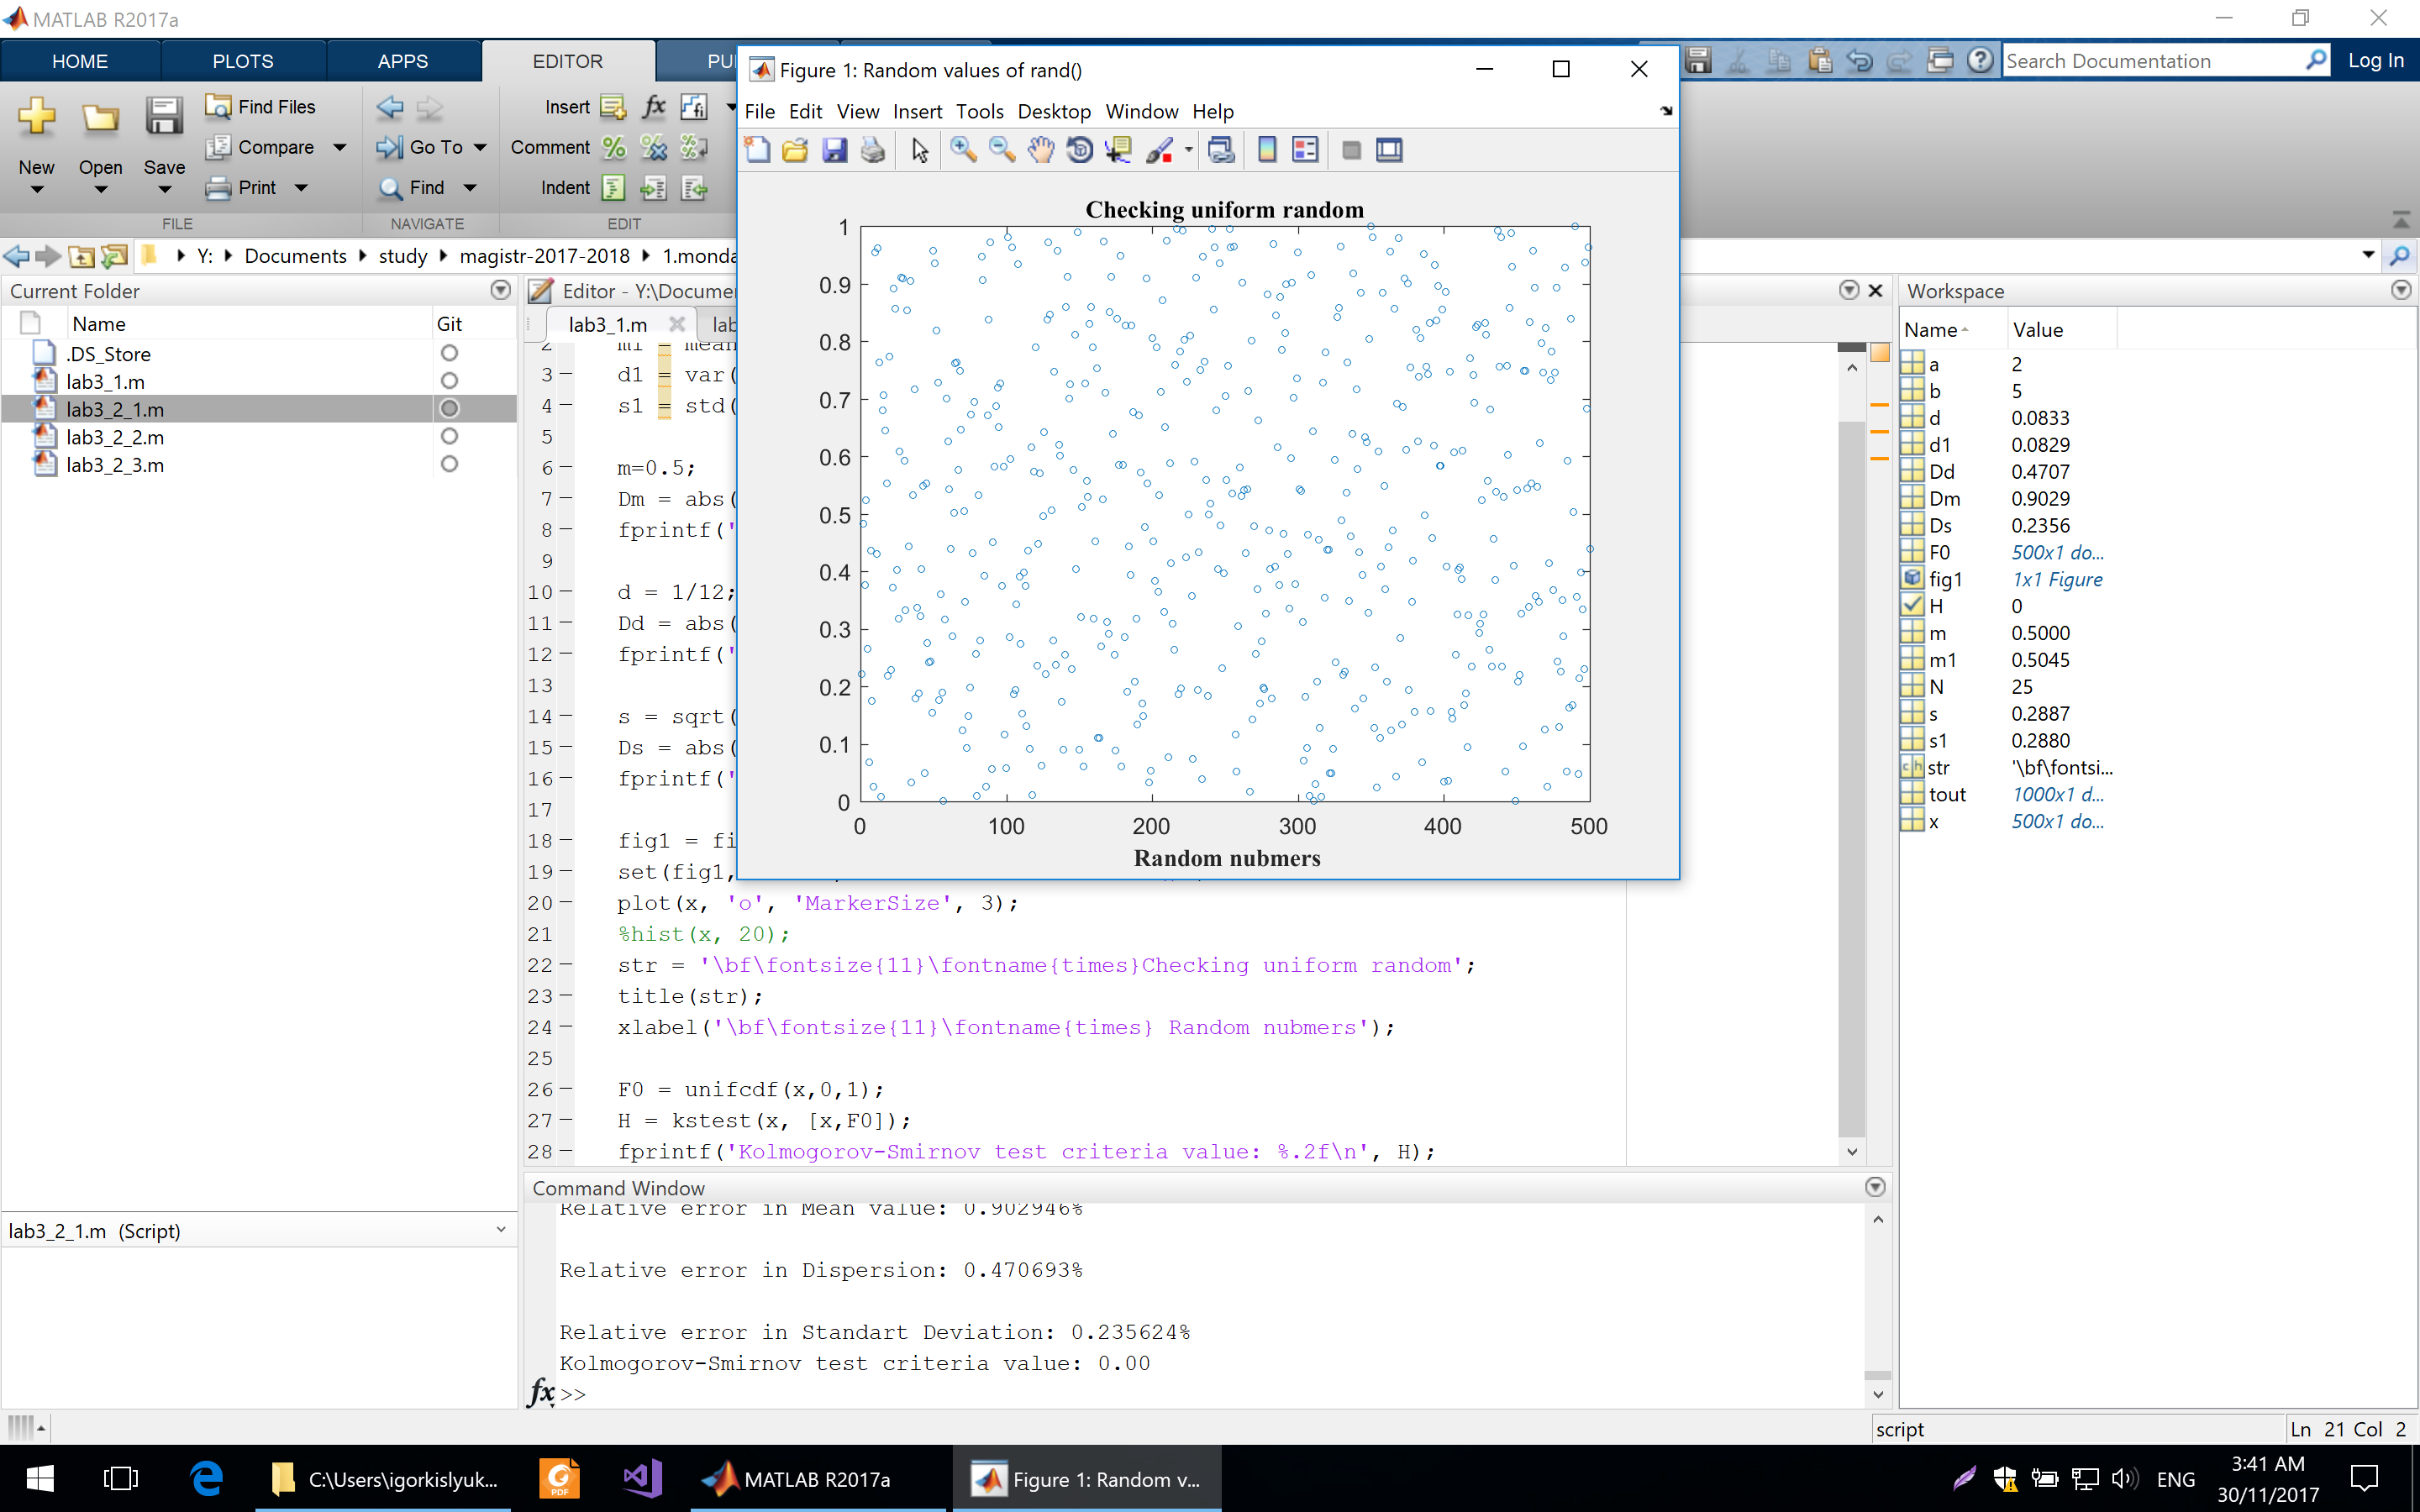 MATLAB R2017a
HOME PLOTS APPS EDITOR PU
Search Documentation Log In
New Open Save
Find Files
Compare
Print
Go To
Find
Insert
Comment
Indent
FILE NAVIGATE EDIT
Y: Documents study magistr-2017-2018 1.monda
Current Folder
Name Git
.DS_Store
lab3_1.m
lab3_2_1.m
lab3_2_2.m
lab3_2_3.m
lab3_2_1.m (Script)
Editor - Y:\Docume
lab3_1.m lab
2 m1 = mean
3 d1 = var(
4 s1 = std(
5
6 m=0.5;
7 Dm = abs(
8 fprintf('
9
10 d = 1/12;
11 Dd = abs(
12 fprintf('
13
14 s = sqrt(
15 Ds = abs(
16 fprintf('
17
18 fig1 = fi
19 set(fig1,
20 plot(x, 'o', 'MarkerSize', 3);
21 %hist(x, 20);
22 str = '\bf\fontsize{11}\fontname{times}Checking uniform random';
23 title(str);
24 xlabel('\bf\fontsize{11}\fontname{times} Random nubmers');
25
26 F0 = unifcdf(x,0,1);
27 H = kstest(x, [x,F0]);
28 fprintf('Kolmogorov-Smirnov test criteria value: %.2f\n', H);
Figure 1: Random values of rand()
File Edit View Insert Tools Desktop Window Help
Checking uniform random
1
0.9
0.8
0.7
0.6
0.5
0.4
0.3
0.2
0.1
0
0 100 200 300 400 500
Random nubmers
Command Window
Relative error in Mean value: 0.902946%
Relative error in Dispersion: 0.470693%
Relative error in Standart Deviation: 0.235624%
Kolmogorov-Smirnov test criteria value: 0.00
fx >>
Workspace
Name Value
a 2
b 5
d 0.0833
d1 0.0829
Dd 0.4707
Dm 0.9029
Ds 0.2356
F0 500x1 do...
fig1 1x1 Figure
H 0
m 0.5000
m1 0.5045
N 25
s 0.2887
s1 0.2880
str '\bf\fontsi...
tout 1000x1 d...
x 500x1 do...
script Ln 21 Col 2
C:\Users\igorkislyuk...
PDF
MATLAB R2017a
Figure 1: Random v...
ENG
3:41 AM
30/11/2017